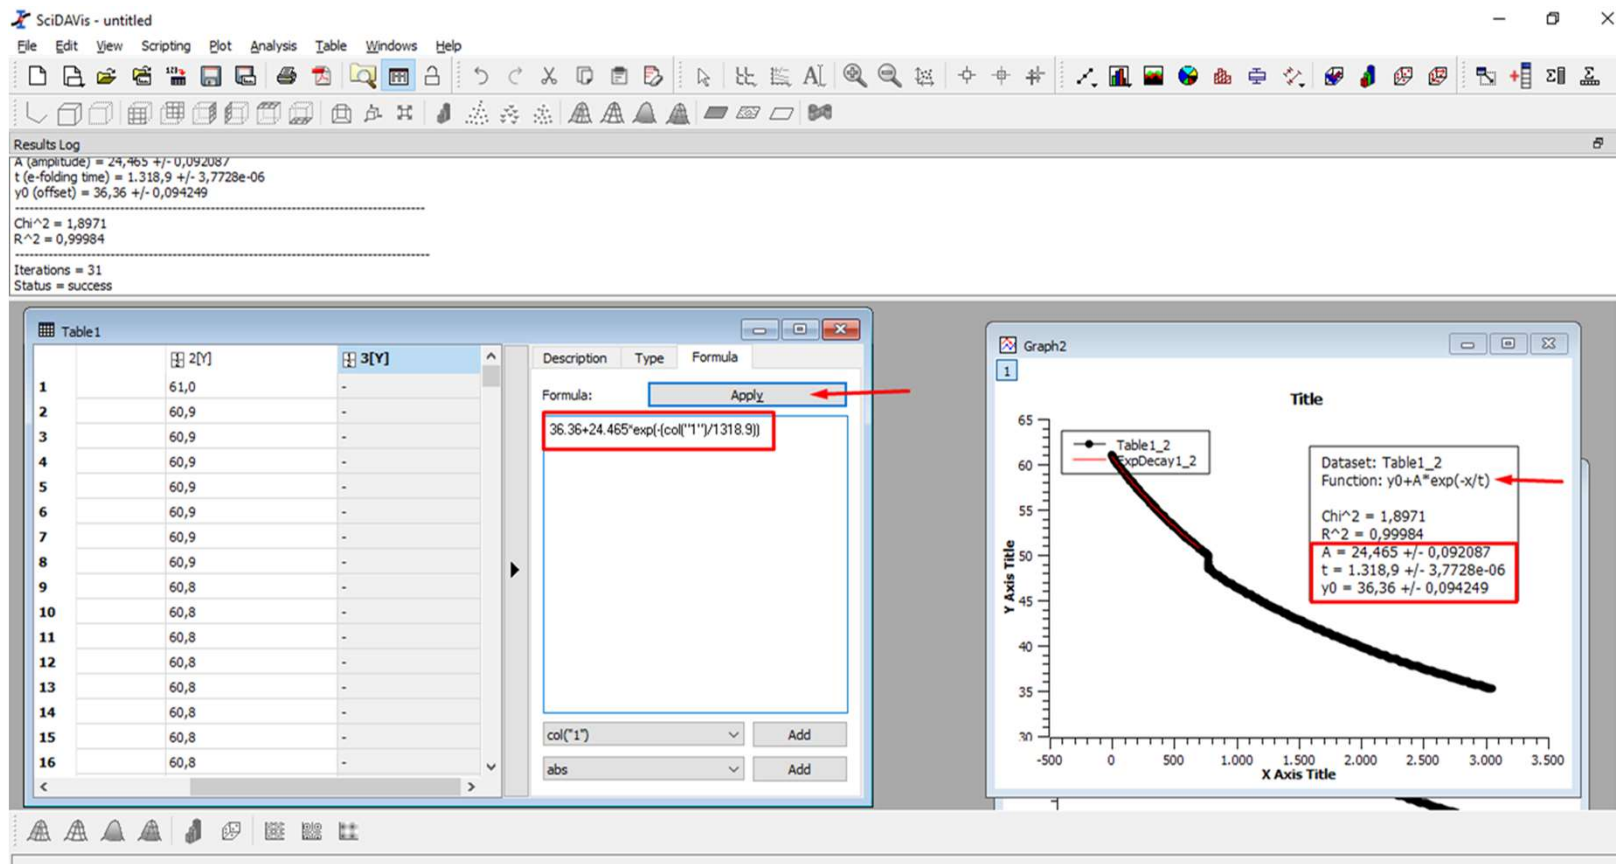 SciDAVis - untitled
File Edit View Scripting Plot Analysis Table Windows Help
Results Log
A (amplitude) = 24,465 +/- 0,092087
t (e-folding time) = 1.318,9 +/- 3,7728e-06
y0 (offset) = 36,36 +/- 0,094249
Chi^2 = 1,8971
R^2 = 0,99984
Iterations = 31
Status = success
Table1
2[Y] 3[Y]
1 61,0 -
2 60,9 -
3 60,9 -
4 60,9 -
5 60,9 -
6 60,9 -
7 60,9 -
8 60,9 -
9 60,8 -
10 60,8 -
11 60,8 -
12 60,8 -
13 60,8 -
14 60,8 -
15 60,8 -
16 60,8 -
Description Type Formula
Formula: Apply
36.36+24.465*exp(-(col("1")/1318.9))
col("1") Add
abs Add
Graph2
1
Title
Table1_2
ExpDecay1_2
Dataset: Table1_2
Function: y0+A*exp(-x/t)
Chi^2 = 1,8971
R^2 = 0,99984
A = 24,465 +/- 0,092087
t = 1.318,9 +/- 3,7728e-06
y0 = 36,36 +/- 0,094249
Y Axis Title
65
60
55
50
45
40
35
30
-500 0 500 1.000 1.500 2.000 2.500 3.000 3.500
X Axis Title